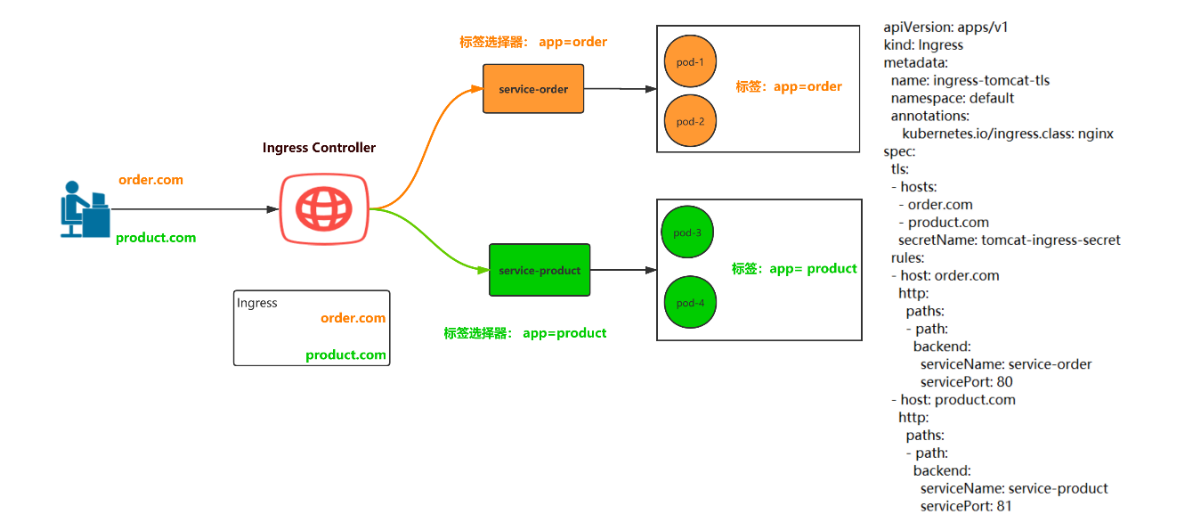 标签选择器： app=order
service-order
pod-1
pod-2
标签：app=order
Ingress Controller
order.com
product.com
service-product
pod-3
pod-4
标签：app= product
标签选择器： app=product
Ingress
order.com
product.com
apiVersion: apps/v1
kind: Ingress
metadata:
  name: ingress-tomcat-tls
  namespace: default
  annotations:
    kubernetes.io/ingress.class: nginx
spec:
  tls:
  - hosts:
    - order.com
    - product.com
    secretName: tomcat-ingress-secret
  rules:
  - host: order.com
    http:
      paths:
      - path:
        backend:
          serviceName: service-order
          servicePort: 80
  - host: product.com
    http:
      paths:
      - path:
        backend:
          serviceName: service-product
          servicePort: 81